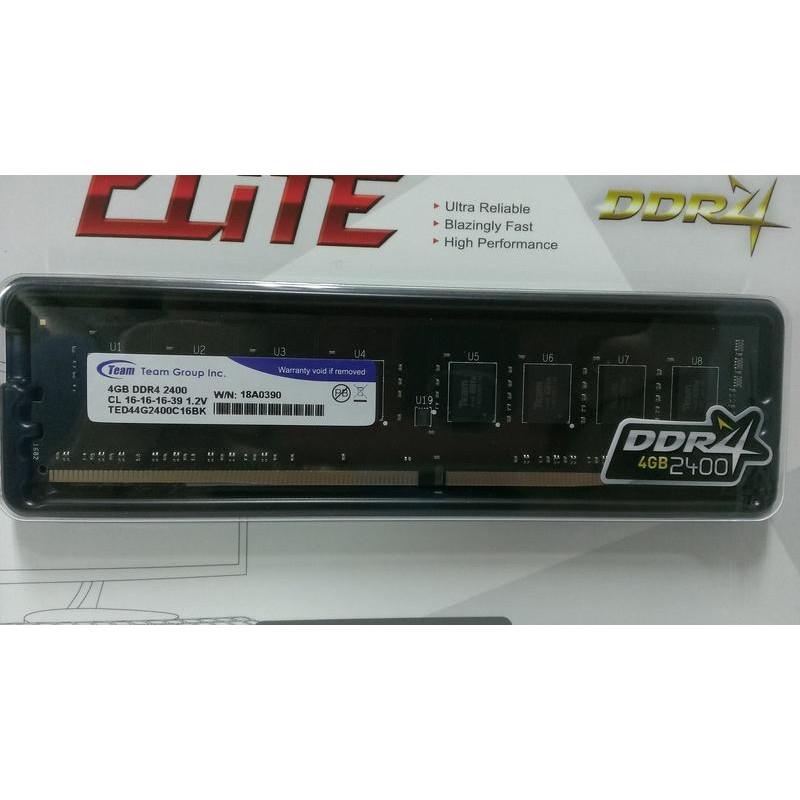 ELITE
Ultra Reliable
Blazingly Fast
High Performance
DDR4
U1 U2 U3 U4 U5 U6 U7 U8
Team Team Group Inc. Warranty void if removed
4GB DDR4 2400 W/N: 18A0390
CL 16-16-16-39 1.2V
TED44G2400C16BK
Pb
U19
1602
DDR4
4GB 2400